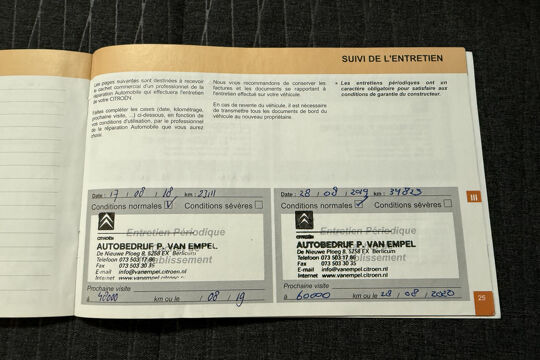 SUIVI DE L'ENTRETIEN
Les pages suivantes sont destinées à recevoir
le cachet commercial d'un professionnel de la
réparation Automobile qui effectuera l'entretien
de votre CITROËN.
Faites compléter les cases (date, kilométrage,
prochaine visite, ...) ci-dessous, en fonction de
vos conditions d'utilisation, par le professionnel
de la réparation Automobile que vous aurez
choisi.
Nous vous recommandons de conserver les
factures et les documents se rapportant à
l'entretien effectué sur votre véhicule.
En cas de revente du véhicule, il est nécessaire
de transmettre tous les documents de bord du
véhicule au nouveau propriétaire.
Les entretiens périodiques ont un
caractère obligatoire pour satisfaire aux
conditions de garantie du constructeur.
III
Date : 17 / 08 / 18 km : 23111
Conditions normales Conditions sévères
CITROËN
Entretien Périodique
AUTOBEDRIJF P. VAN EMPEL
De Nieuwe Ploeg 8, 5258 EX Berlicum
Telefoon 073 503 17 86
Fax 073 503 30 35
E-mail info@vanempel.citroen.nl
Internet www.vanempel.citroen.nl
Prochaine visite
à 48000 km ou le / 08 / 19
Date : 28 / 08 / 2019 km : 34823
Conditions normales Conditions sévères
CITROËN
Entretien Périodique
AUTOBEDRIJF P. VAN EMPEL
De Nieuwe Ploeg 8, 5258 EX Berlicum
Telefoon 073 503 17 86
Fax 073 503 30 35
E-mail info@vanempel.citroen.nl
Internet www.vanempel.citroen.nl
Prochaine visite
à 60000 km ou le 28 / 08 / 2020
25